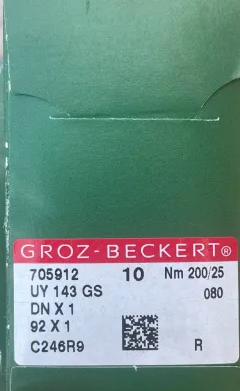 GROZ-BECKERT®
705912 10 Nm 200/25
UY 143 GS 080
DN X 1
92 X 1
C246R9 R